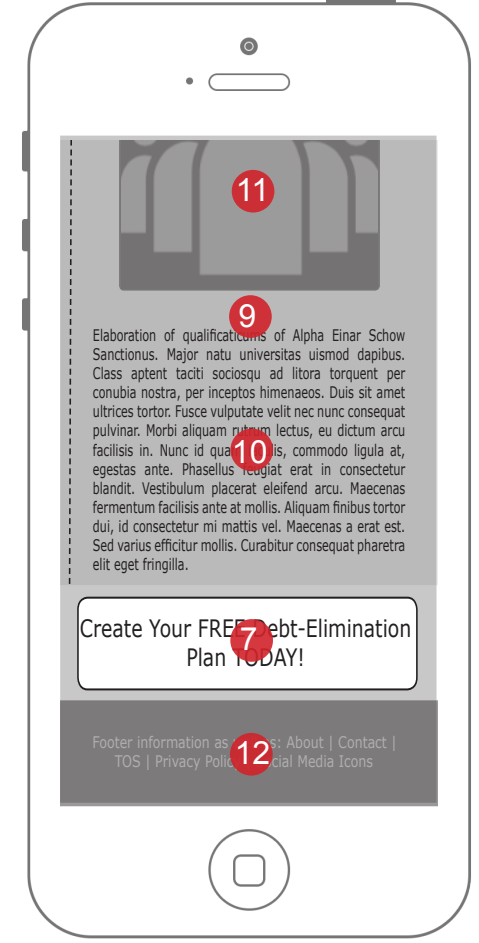 11
9
Elaboration of qualificaticums of Alpha Einar Schow
Sanctionus. Major natu universitas uismod dapibus.
Class aptent taciti sociosqu ad litora torquent per
conubia nostra, per inceptos himenaeos. Duis sit amet
ultrices tortor. Fusce vulputate velit nec nunc consequat
pulvinar. Morbi aliquam rutrum lectus, eu dictum arcu
facilisis in. Nunc id commodo ligula at,
10
egestas ante. Phasellus feugiat erat in consectetur
blandit. Vestibulum placerat eleifend arcu. Maecenas
fermentum facilisis ante at mollis. Aliquam finibus tortor
dui, id consectetur mi mattis vel. Maecenas a erat est.
Sed varius efficitur mollis. Curabitur consequat pharetra
elit eget fringilla.
Create Your FREE Debt-Elimination
7
Plan TODAY!
Footer information as About | Contact |
12
TOS | Privacy Media Icons